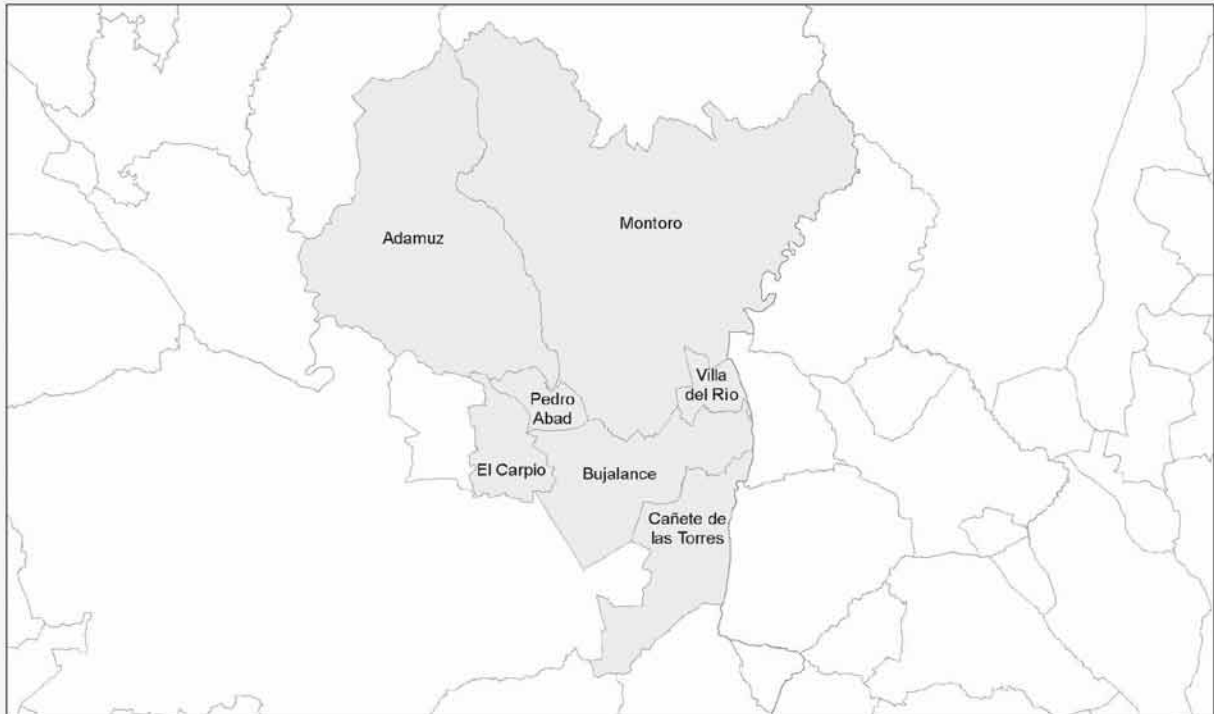 Montoro
Adamuz
Villa
del Rio
Pedro
Abad
El Carpio
Bujalance
Cañete de
las Torres